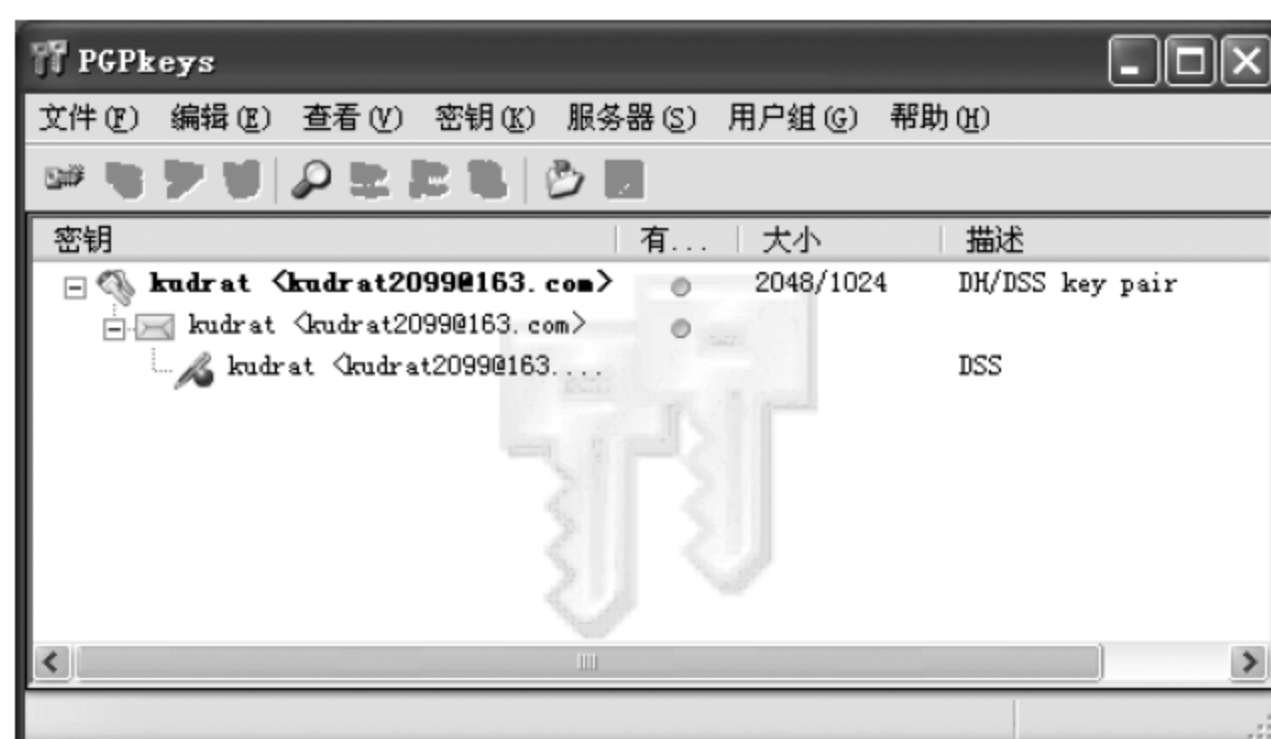 PGPkeys
文件(F) 编辑(E) 查看(V) 密钥(K) 服务器(S) 用户组(G) 帮助(H)
密钥 有... 大小 描述
kudrat <kudrat2099@163.com> 2048/1024 DH/DSS key pair
kudrat <kudrat2099@163.com>
kudrat <kudrat2099@163.... DSS